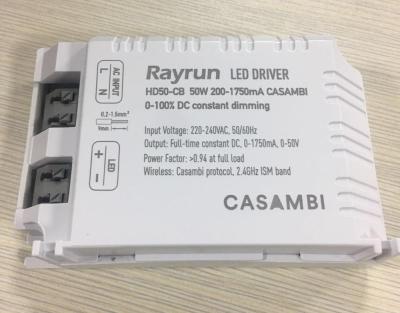 Rayrun LED DRIVER
HD50-CB 50W 200-1750mA CASAMBI
0-100% DC constant dimming
Input Voltage: 220-240VAC, 50/60Hz
Output: Full-time constant DC, 0-1750mA, 0-50V
Power Factor: >0.94 at full load
Wireless: Casambi protocol, 2.4GHz ISM band
CASAMBI
AC INPUT
L N
0.2-1.5mm²
9mm
LED
+ −